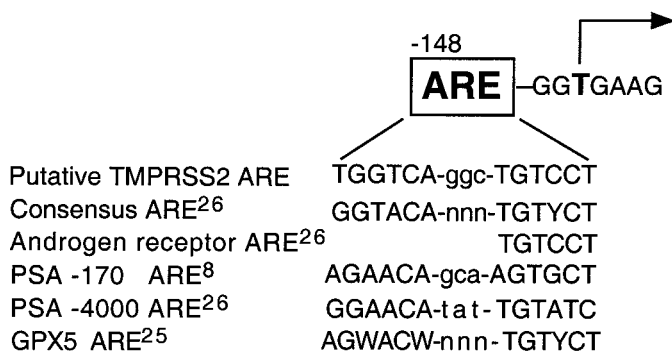 -148
ARE GGTGAAG
Putative TMPRSS2 ARE TGGTCA-ggc-TGTCCT
Consensus ARE26 GGTACA-nnn-TGTYCT
Androgen receptor ARE26 TGTCCT
PSA -170 ARE8 AGAACA-gca-AGTGCT
PSA -4000 ARE26 GGAACA-tat-TGTATC
GPX5 ARE25 AGWACW-nnn-TGTYCT